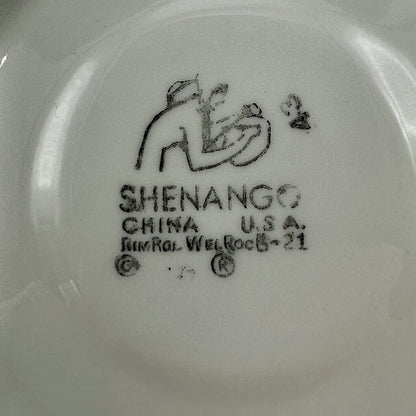 SHENANGO
CHINA U.S.A.
RIMROL WELROC B-21
© ®